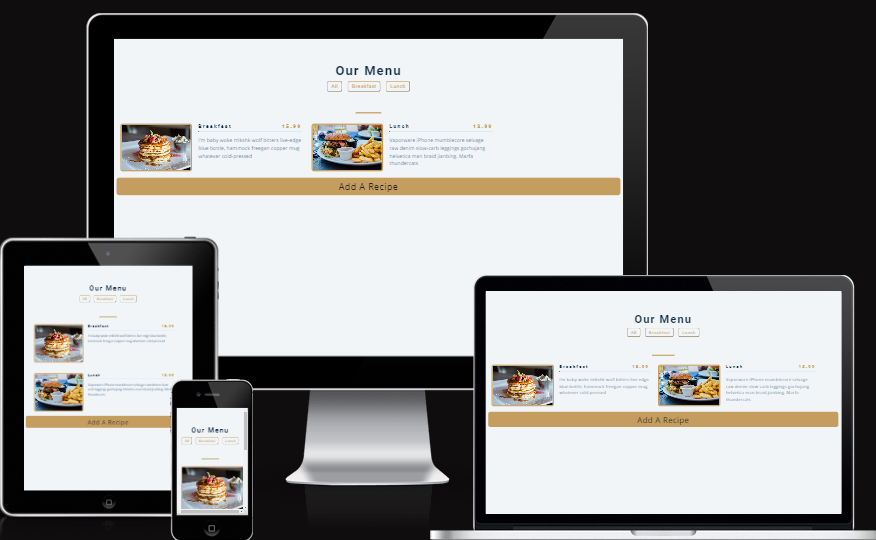 Our Menu
All Breakfast Lunch
Breakfast 15.99
I'm baby woke mlkshk wolf bitters live-edge
blue bottle, hammock freegan copper mug
whatever cold-pressed
Lunch 13.99
Vaporware iPhone mumblecore selvage
raw denim slow-carb leggings gochujang
helvetica man braid jianbing. Marfa
thundercats
Add A Recipe
Our Menu
All Breakfast Lunch
Breakfast 15.99
Lunch 13.99
Add A Recipe
Our Menu
All Breakfast Lunch
Our Menu
All Breakfast Lunch
Breakfast 15.99
I'm baby woke mlkshk wolf bitters live-edge
blue bottle, hammock freegan copper mug
whatever cold-pressed
Lunch 13.99
Vaporware iPhone mumblecore selvage
raw denim slow-carb leggings gochujang
helvetica man braid jianbing. Marfa
thundercats
Add A Recipe